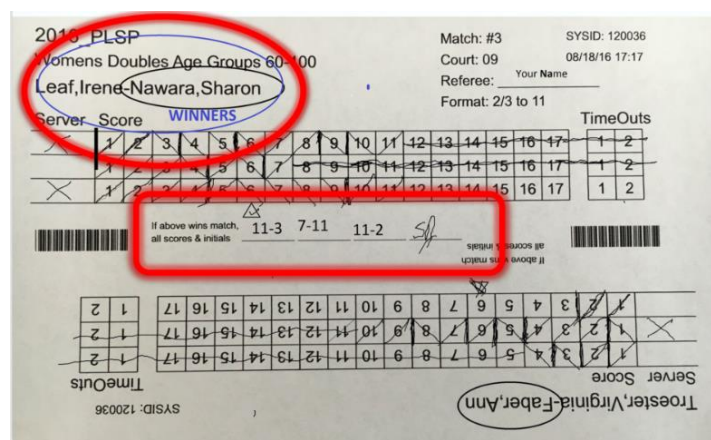 2016 PLSP
Womens Doubles Age Groups 60-100
Leaf,Irene-Nawara,Sharon
WINNERS
Match: #3 SYSID: 120036
Court: 09 08/18/16 17:17
Referee: Your Name
Format: 2/3 to 11
Server Score TimeOuts
X 1 2 3 4 5 6 7 8 9 10 11 12 13 14 15 16 17 1 2
1 2 3 4 5 6 7 8 9 10 11 12 13 14 15 16 17 1 2
X 1 2 3 4 5 6 7 8 9 10 11 12 13 14 15 16 17 1 2
If above wins match,
all scores & initials 11-3 7-11 11-2
If above wins match
all scores & initials
Troester,Virginia-Faber,Ann
Server Score TimeOuts
1 2 3 4 5 6 7 8 9 10 11 12 13 14 15 16 17 1 2
X 1 2 3 4 5 6 7 8 9 10 11 12 13 14 15 16 17 1 2
1 2 3 4 5 6 7 8 9 10 11 12 13 14 15 16 17 1 2
SYSID: 120036